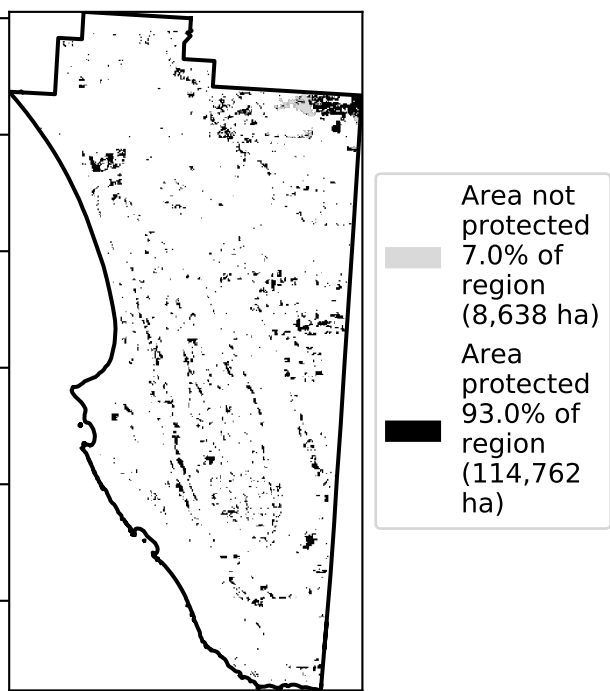 Area not
protected
7.0% of
region
(8,638 ha)
Area
protected
93.0% of
region
(114,762
ha)